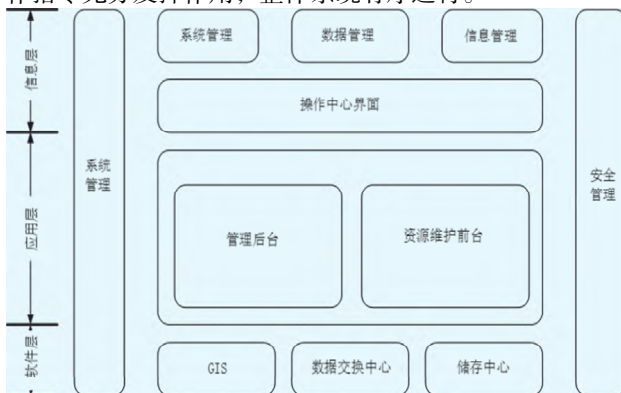 系统管理
数据管理
信息管理
信息层
操作中心界面
系统
管理
安全
管理
应用层
管理后台
资源维护前台
软件层
GIS
数据交换中心
储存中心